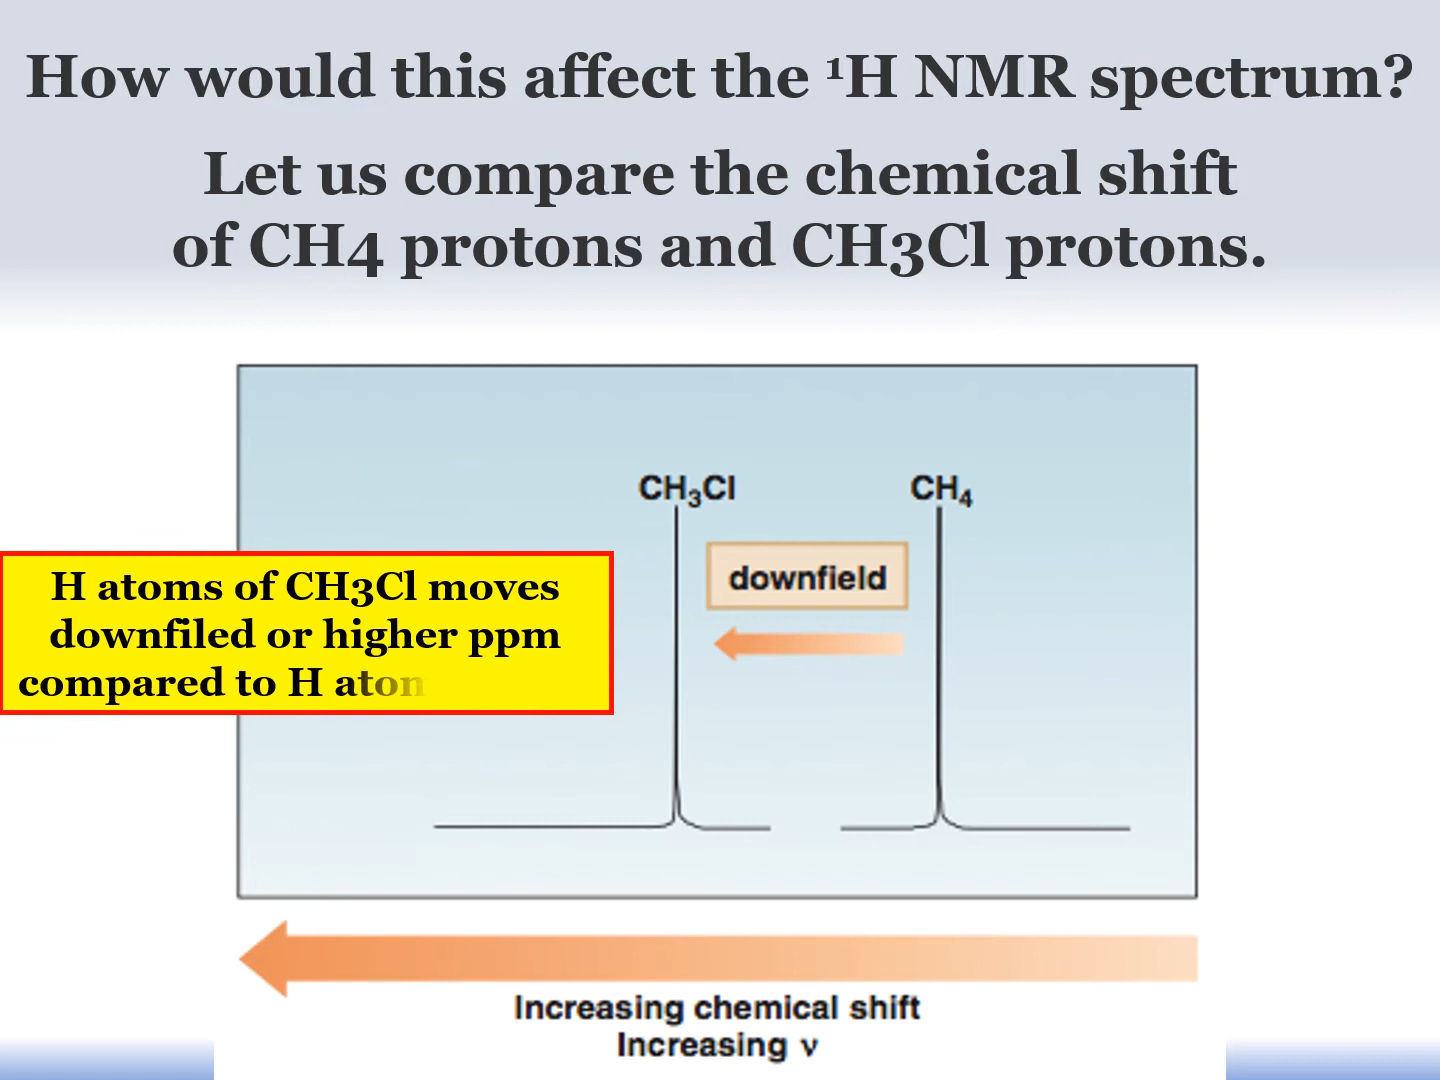 How would this affect the ¹H NMR spectrum?
Let us compare the chemical shift
of CH4 protons and CH3Cl protons.
CH₃Cl
CH₄
downfield
H atoms of CH3Cl moves
downfiled or higher ppm
compared to H aton
Increasing chemical shift
Increasing ν